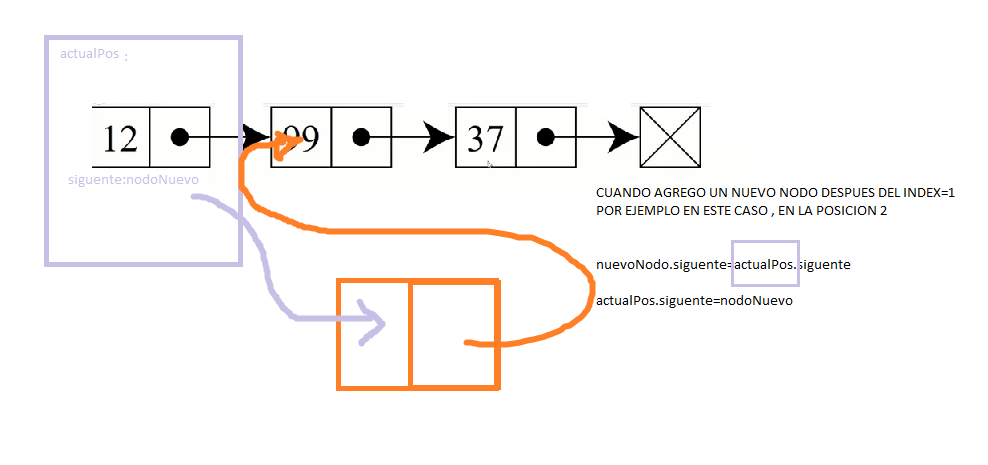 actualPos :
12
99
37
siguente:nodoNuevo
CUANDO AGREGO UN NUEVO NODO DESPUES DEL INDEX=1
POR EJEMPLO EN ESTE CASO , EN LA POSICION 2
nuevoNodo.siguente=actualPos.siguente
actualPos.siguente=nodoNuevo